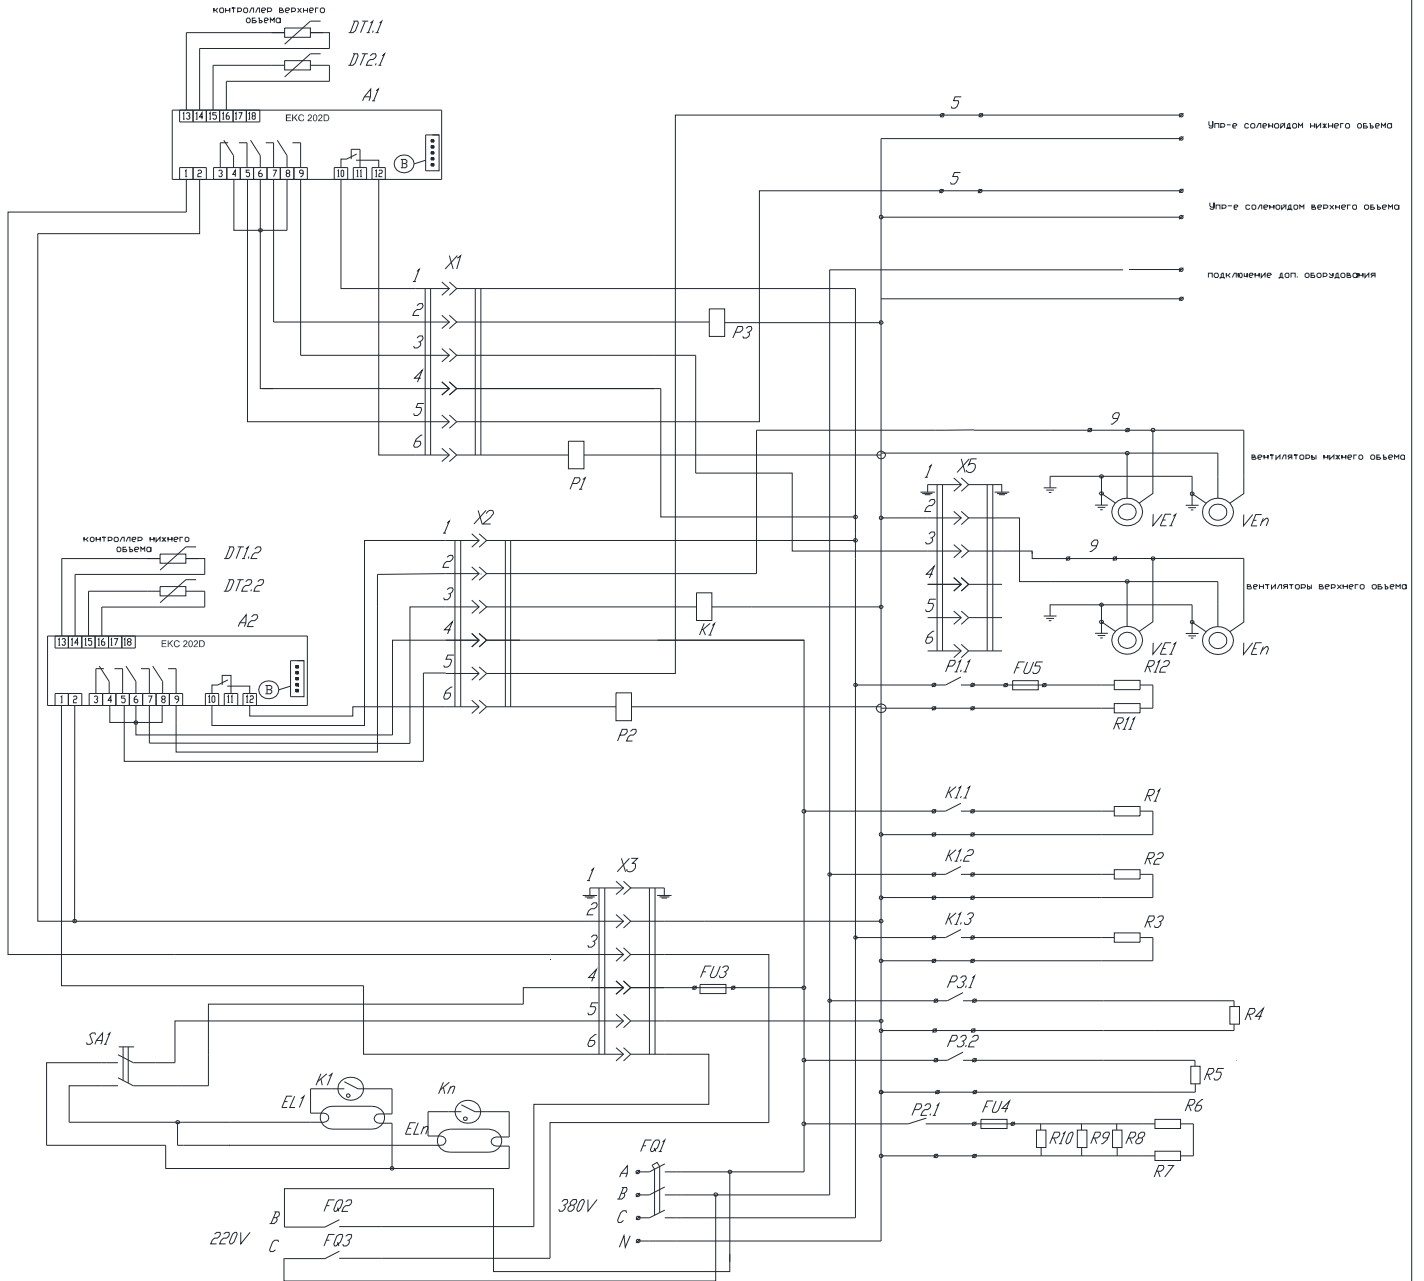 контроллер верхнего
объема
DT1.1
DT2.1
A1
13 14 15 16 17 18
EKC 202D
B
1 2 3 4 5 6 7 8 9 10 11 12
5
Упр-е соленоидом нижнего объема
5
Упр-е соленоидом верхнего объема
подключение доп. оборудования
X1
1
2
3
4
5
6
P3
P1
9
вентиляторы нижнего объема
VE1
VEn
X5
1
2
3
4
5
6
9
вентиляторы верхнего объема
VE1
VEn
X2
1
2
3
4
5
6
K1
P2
контроллер нижнего
объема
DT1.2
DT2.2
A2
13 14 15 16 17 18
EKC 202D
B
1 2 3 4 5 6 7 8 9 10 11 12
P1.1
FU5
R12
R11
K1.1
R1
K1.2
R2
K1.3
R3
P3.1
R4
P3.2
R5
P2.1
FU4
R6
R10
R9
R8
R7
X3
1
2
3
4
5
6
FU3
SA1
K1
EL1
Kn
ELn
FQ1
A
B
C
N
380V
FQ2
B
220V
C
FQ3